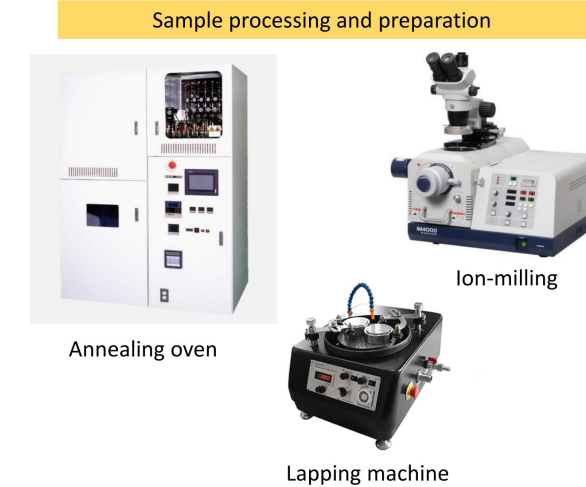 Sample processing and preparation
Ion-milling
Annealing oven
Lapping machine